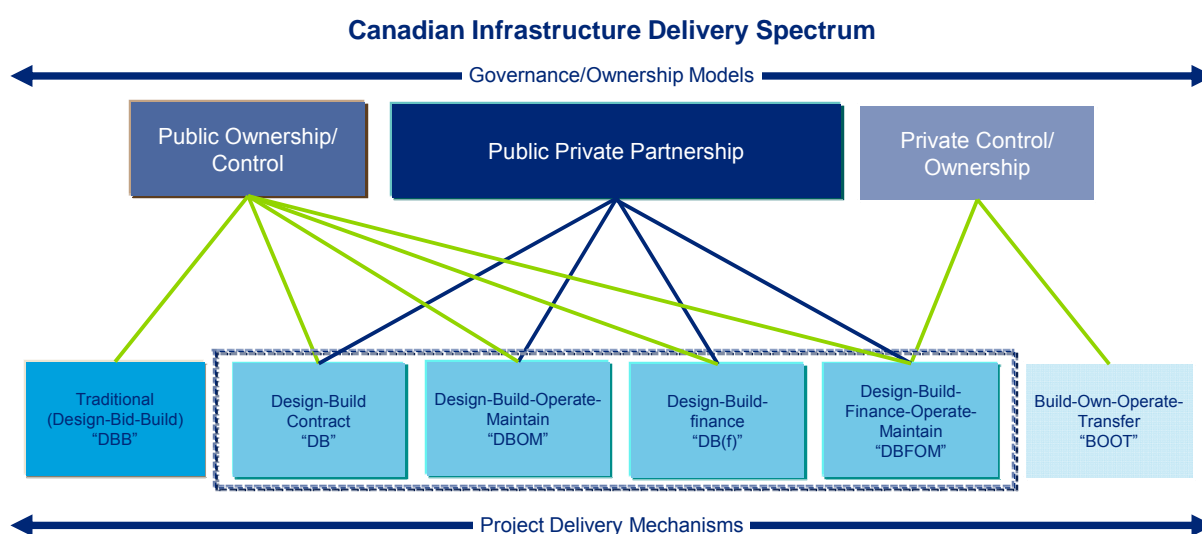 Canadian Infrastructure Delivery Spectrum
Governance/Ownership Models
Public Ownership/
Control
Public Private Partnership
Private Control/
Ownership
Traditional
(Design-Bid-Build)
“DBB”
Design-Build
Contract
“DB”
Design-Build-Operate-
Maintain
“DBOM”
Design-Build-
finance
“DB(f)”
Design-Build-
Finance-Operate-
Maintain
“DBFOM”
Build-Own-Operate-
Transfer
“BOOT”
Project Delivery Mechanisms